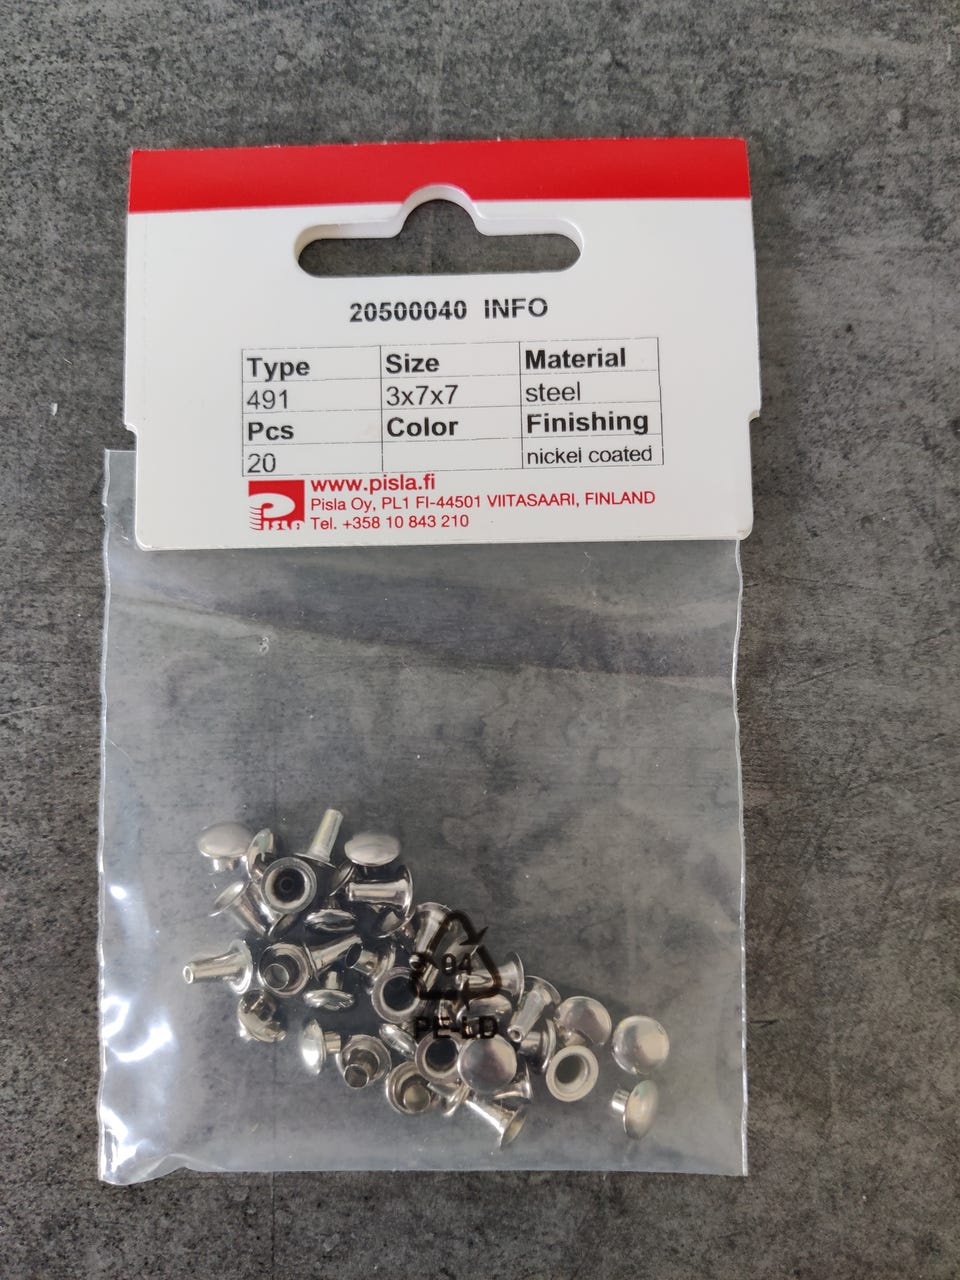 20500040 INFO
Type Size Material
491 3x7x7 steel
Pcs Color Finishing
20 nickel coated
www.pisla.fi
Pisla Oy, PL1 FI-44501 VIITASAARI, FINLAND
PISLA Tel. +358 10 843 210
04
PE-LD